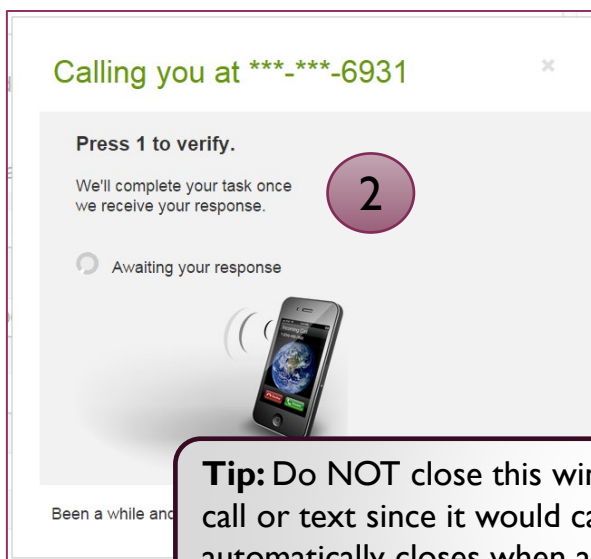 Calling you at ***-***-6931
Press 1 to verify.
We'll complete your task once
we receive your response.
2
Awaiting your response
Been a while and
Tip: Do NOT close this
call or text since it would
automatically closes when